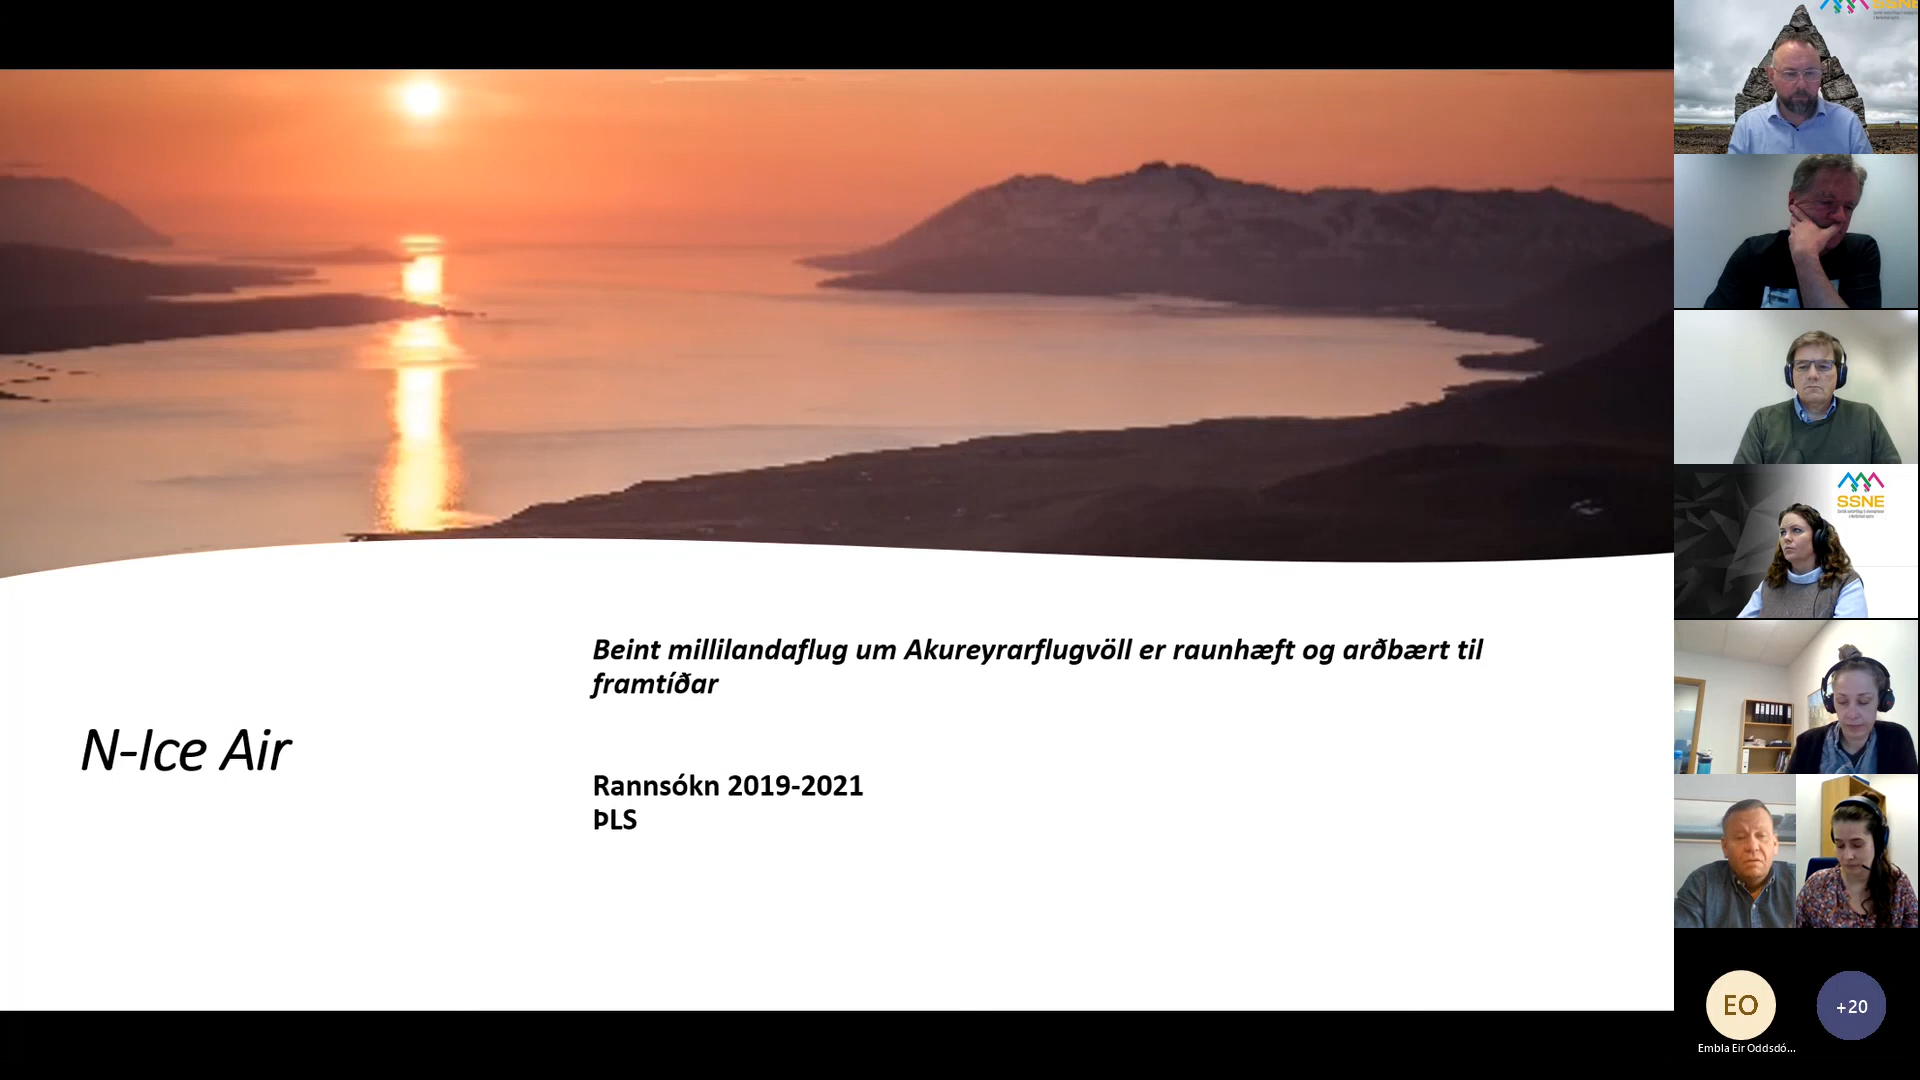 N-Ice Air
Beint millilandaflug um Akureyrarflugvöll er raunhæft og arðbært til
framtíðar
Rannsókn 2019-2021
ÞLS
SSNE
SSNE
EO
+20
Embla Eir Oddsdó...